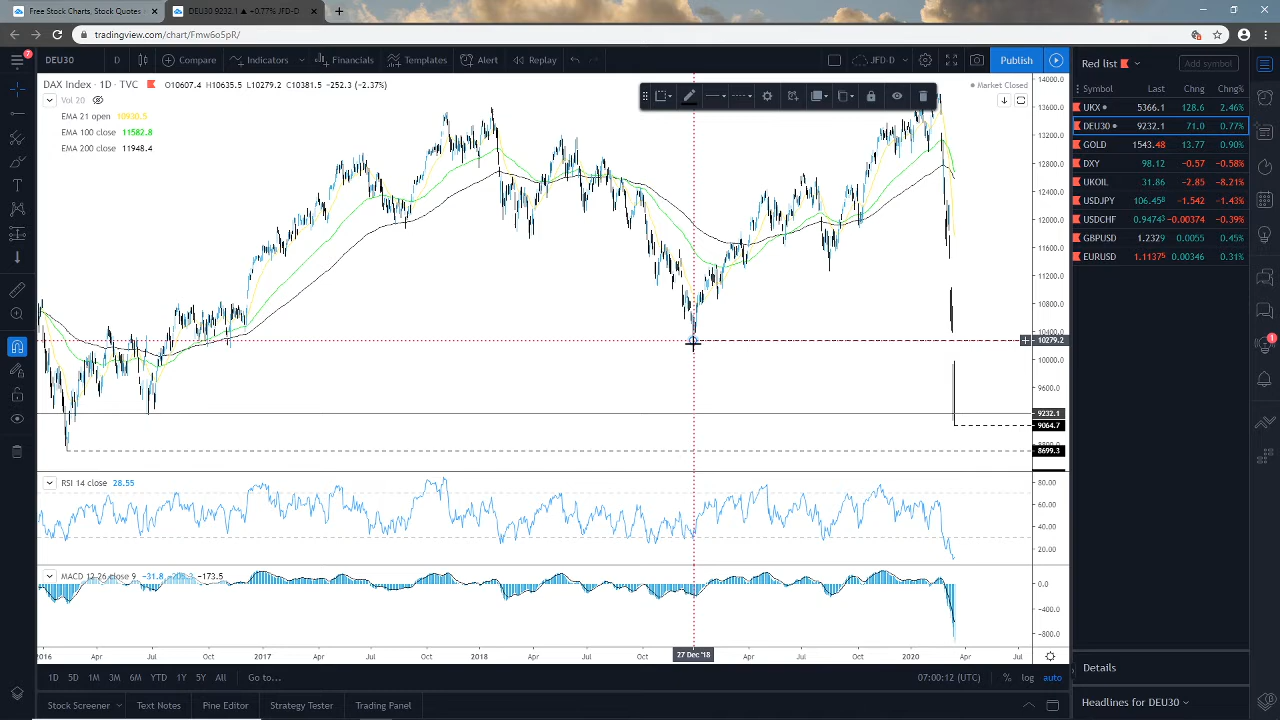 Free Stock Charts, Stock Quotes
DEU30 9232.1 ▲ +0.77% JFD-D
tradingview.com/chart/Fmw6o5pR/
7
DEU30
D
Compare
Indicators
Financials
Templates
Alert
Replay
JFD-D
Publish
DAX Index · 1D · TVC
O10607.4 H10635.5 L10279.2 C10381.5 -252.3 (-2.37%)
Market Closed
Vol 20
EMA 21 open 10930.5
EMA 100 close 11582.8
EMA 200 close 11948.4
14000.0
13600.0
13200.0
12800.0
12400.0
12000.0
11600.0
11200.0
10800.0
10400.0
10279.2
10000.0
9600.0
9232.1
9064.7
8699.3
RSI 14 close 28.55
80.00
60.00
40.00
20.00
MACD 12 26 close 9 -31.8 -173.5
0.0
-400.0
-800.0
2016 Apr Jul Oct 2017 Apr Jul Oct 2018 Apr Jul Oct 27 Dec '18 Apr Jul Oct 2020 Apr Jul
1D 5D 1M 3M 6M YTD 1Y 5Y All Go to...
07:00:12 (UTC) % log auto
Stock Screener Text Notes Pine Editor Strategy Tester Trading Panel
Red list
Add symbol
Symbol Last Chg Chg%
UKX 5366.1 128.6 2.46%
DEU30 9232.1 71.0 0.77%
GOLD 1543.48 13.77 0.90%
DXY 98.12 -0.57 -0.58%
UKOIL 31.86 -2.85 -8.21%
USDJPY 106.458 -1.542 -1.43%
USDCHF 0.94743 -0.00374 -0.39%
GBPUSD 1.2329 0.0055 0.45%
EURUSD 1.11375 0.00346 0.31%
1
Details
Headlines for DEU30